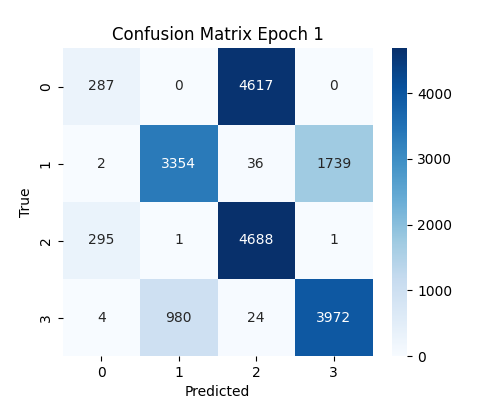 Confusion Matrix Epoch 1
0 287 0 4617 0
1 2 3354 36 1739
2 295 1 4688 1
3 4 980 24 3972
0 1 2 3
True
Predicted
4000
3000
2000
1000
0